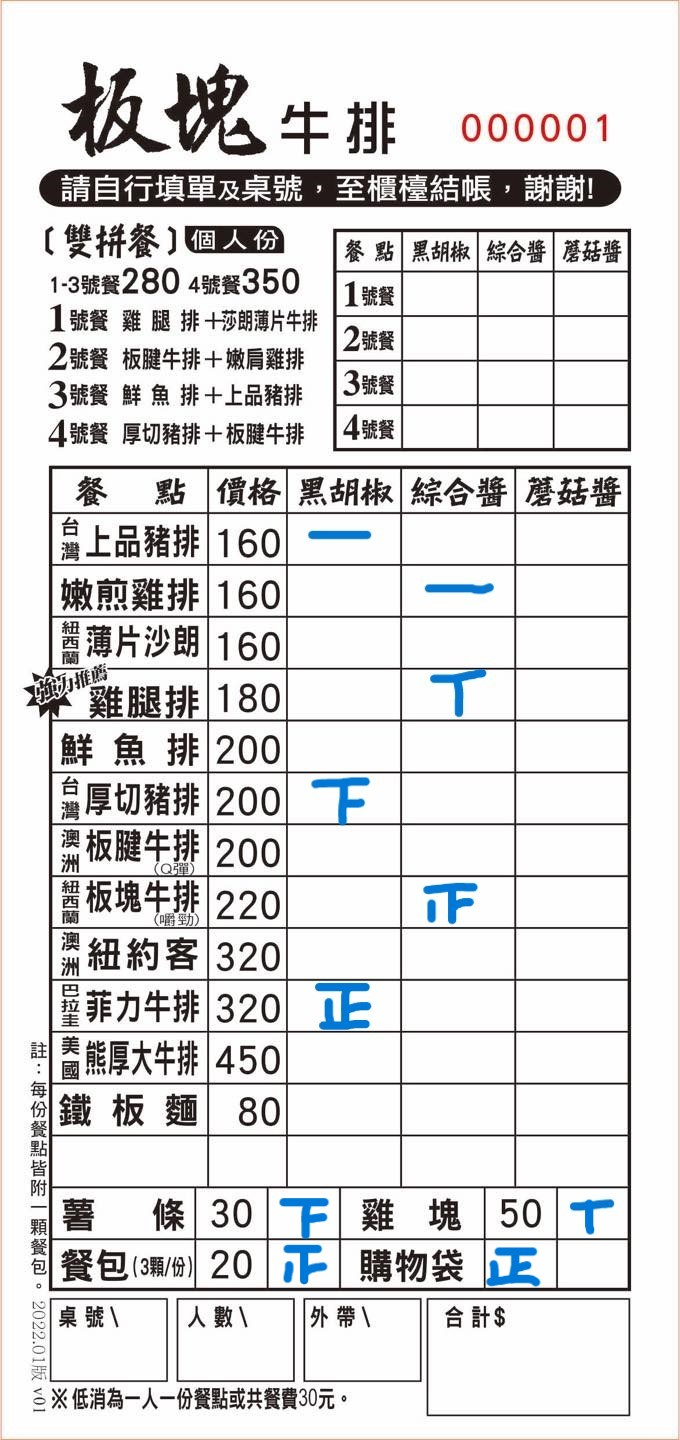 板塊牛排 000001
請自行填單及桌號，至櫃檯結帳，謝謝!
〔雙拼餐〕個人份
1-3號餐280 4號餐350
1號餐 雞腿排＋莎朗薄片牛排
2號餐 板腱牛排＋嫩肩雞排
3號餐 鮮魚排＋上品豬排
4號餐 厚切豬排＋板腱牛排
餐點 黑胡椒 綜合醬 蘑菇醬
1號餐
2號餐
3號餐
4號餐
餐點 價格 黑胡椒 綜合醬 蘑菇醬
台灣 上品豬排 160 一
嫩煎雞排 160 一
紐西蘭 薄片沙朗 160
強力推薦 雞腿排 180 丅
鮮魚排 200
台灣 厚切豬排 200 下
澳洲 板腱牛排(Q彈) 200
紐西蘭 板塊牛排(嚼勁) 220 𤴓
澳洲 紐約客 320
巴拉圭 菲力牛排 320 正
美國 熊厚大牛排 450
鐵板麵 80
薯條 30 下 雞塊 50 丅
餐包(3顆/份) 20 𤴓 購物袋 正
桌號\ 人數\ 外帶\ 合計$
※低消為一人一份餐點或共餐費30元。
註：每份餐點皆附一顆餐包。2022.01版 v01